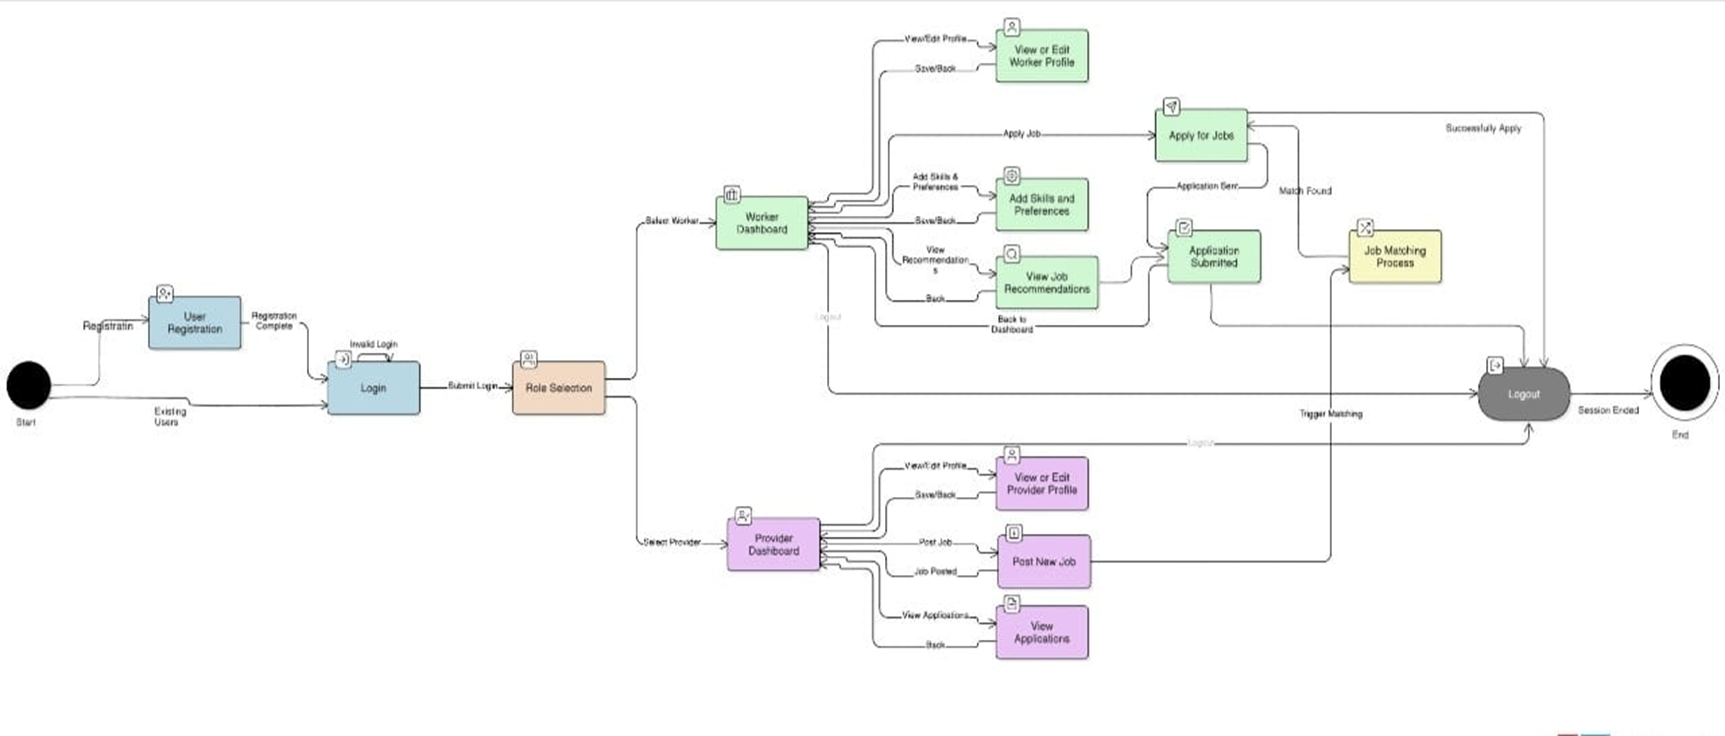 View/Edit Profile
View or Edit
Worker Profile
Save/Back
Apply Job
Apply for Jobs
Successfully Apply
Add Skills &
Preferences
Add Skills and
Preferences
Application Sent
Match Found
Select Worker
Worker
Dashboard
Save/Back
View
Recommendation
s
View Job
Recommendations
Application
Submitted
Job Matching
Process
Back
Back to
Dashboard
Logout
Registratin
User
Registration
Registration
Complete
Invalid Login
Login
Submit Login
Role Selection
Start
Existing
Users
Logout
Session Ended
End
Trigger Matching
Logout
View/Edit Profile
View or Edit
Provider Profile
Save/Back
Select Provider
Provider
Dashboard
Post Job
Post New Job
Job Posted
View Applications
View
Applications
Back